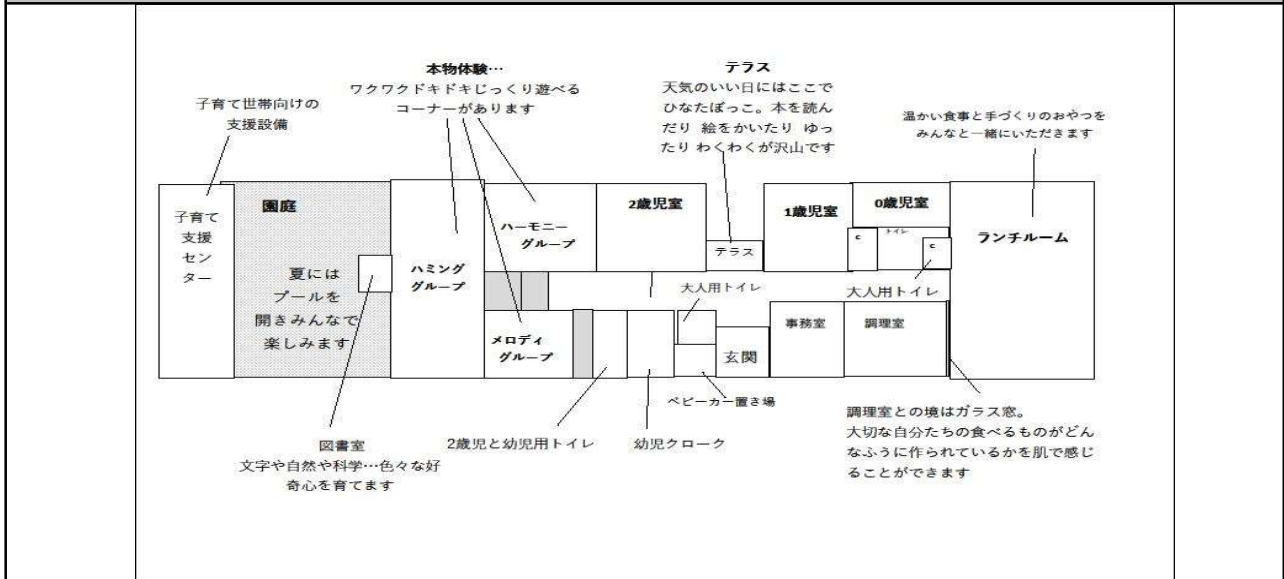 本物体験…
ワクワクドキドキじっくり遊べる
コーナーがあります
テラス
天気のいい日にはここで
ひなたぼっこ。本を読ん
だり 絵をかいたり ゆっ
たり わくわくが沢山です
子育て世帯向けの
支援設備
温かい食事と手づくりのおやつを
みんなと一緒にいただきます
子育て
支援
セン
ター
園庭
夏には
プールを
開きみんなで
楽しみます
ハミング
グループ
ハーモニー
グループ
2歳児室
テラス
1歳児室
0歳児室
C
トイレ
C
ランチルーム
大人用トイレ
大人用トイレ
メロディ
グループ
玄関
事務室
調理室
ベビーカー置き場
図書室
文字や自然や科学…色々な好
奇心を育てます
2歳児と幼児用トイレ
幼児クローク
調理室との境はガラス窓。
大切な自分たちの食べるものがどん
なふうに作られているかを肌で感じ
ることができます